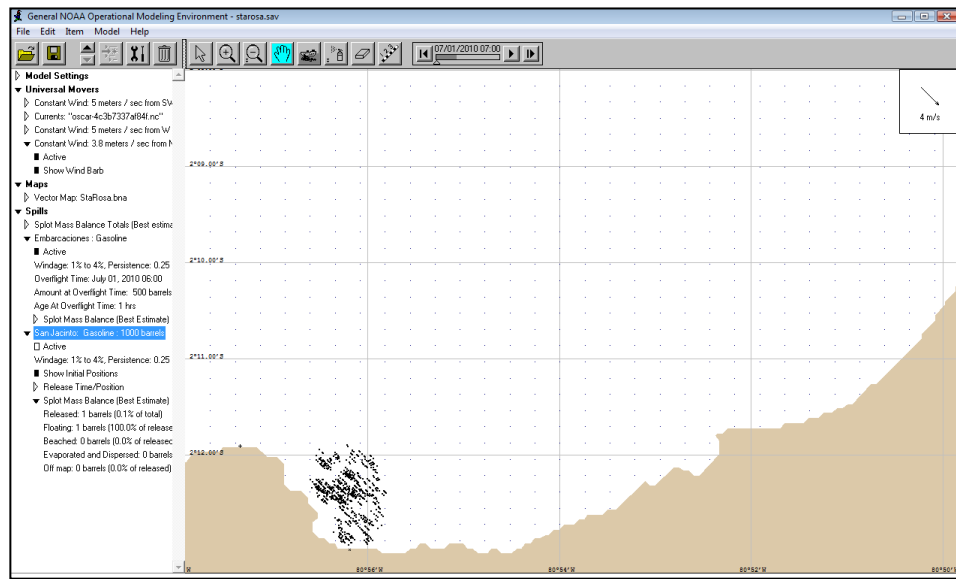 General NOAA Operational Modeling Environment - starosa.sav
File Edit Item Model Help
07/01/2010 07:00
Model Settings
Universal Movers
Constant Wind: 5 meters / sec from SW
Currents: "oscar-4c3b7337af84f.nc"
Constant Wind: 5 meters / sec from W
Constant Wind: 3.8 meters / sec from N
Active
Show Wind Barb
Maps
Vector Map: StaRosa.bna
Spills
Splot Mass Balance Totals (Best estima
Embarcaciones : Gasoline
Active
Windage: 1% to 4%, Persistence: 0.25
Overflight Time: July 01, 2010 06:00
Amount at Overflight Time: 500 barrels
Age At Overflight Time: 1 hrs
Splot Mass Balance (Best Estimate)
San Jacinto: Gasoline : 1000 barrels
Active
Windage: 1% to 4%, Persistence: 0.25
Show Initial Positions
Release Time/Position
Splot Mass Balance (Best Estimate)
Released: 1 barrels (0.1% of total)
Floating: 1 barrels (100.0% of release
Beached: 0 barrels (0.0% of released
Evaporated and Dispersed: 0 barrels
Off map: 0 barrels (0.0% of released)
4 m/s
2°09.00'S
2°10.00'S
2°11.00'S
2°12.00'S
80°56'W
80°54'W
80°52'W
80°50'W